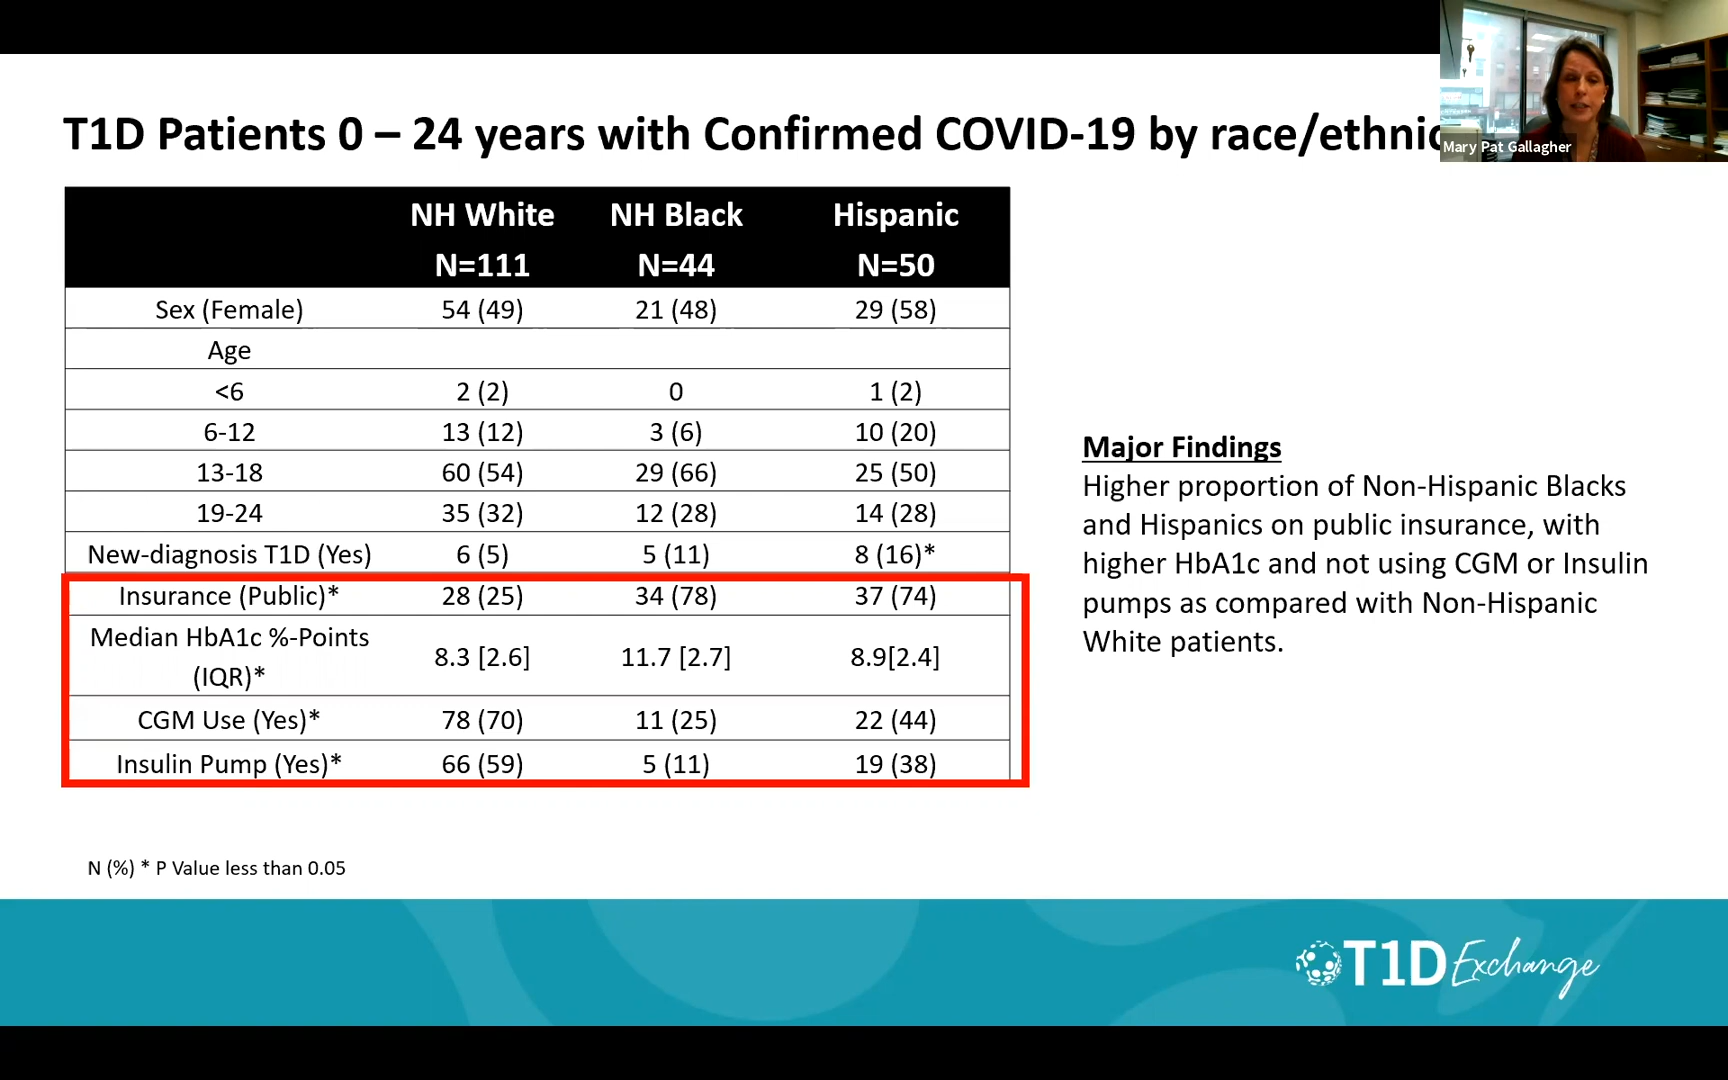 T1D Patients 0 – 24 years with Confirmed COVID-19 by race/ethnic
Mary Pat Gallagher
NH White NH Black Hispanic
N=111 N=44 N=50
Sex (Female) 54 (49) 21 (48) 29 (58)
Age
<6 2 (2) 0 1 (2)
6-12 13 (12) 3 (6) 10 (20)
13-18 60 (54) 29 (66) 25 (50)
19-24 35 (32) 12 (28) 14 (28)
New-diagnosis T1D (Yes) 6 (5) 5 (11) 8 (16)*
Insurance (Public)* 28 (25) 34 (78) 37 (74)
Median HbA1c %-Points
(IQR)* 8.3 [2.6] 11.7 [2.7] 8.9[2.4]
CGM Use (Yes)* 78 (70) 11 (25) 22 (44)
Insulin Pump (Yes)* 66 (59) 5 (11) 19 (38)
Major Findings
Higher proportion of Non-Hispanic Blacks
and Hispanics on public insurance, with
higher HbA1c and not using CGM or Insulin
pumps as compared with Non-Hispanic
White patients.
N (%) * P Value less than 0.05
T1D Exchange